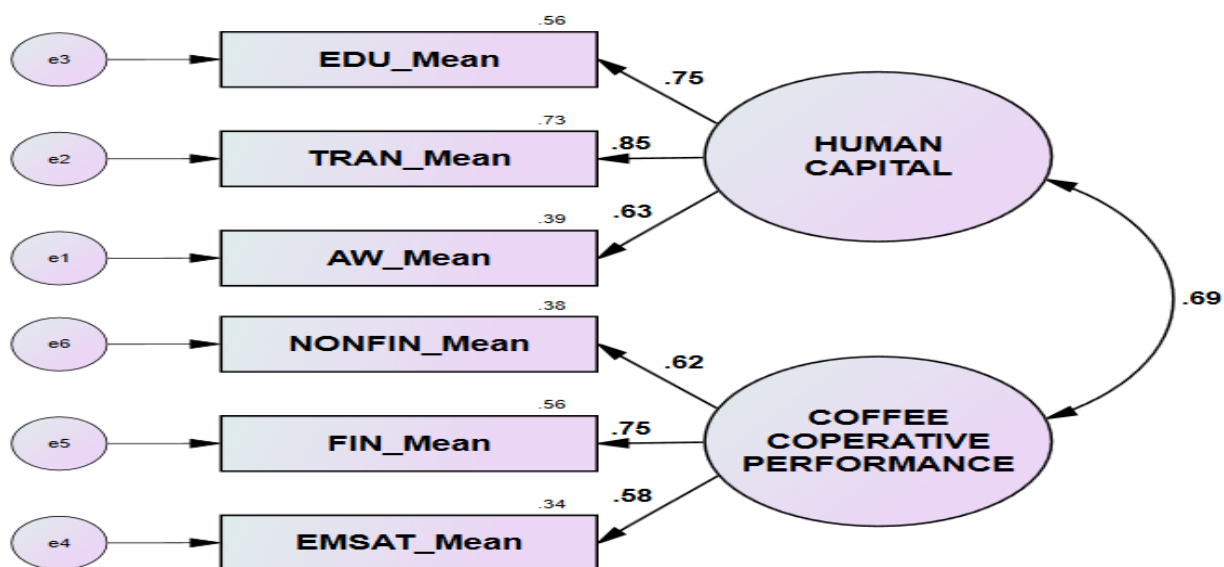 .56
e3
EDU_Mean
.75
HUMAN
CAPITAL
.73
e2
TRAN_Mean
.85
.39
e1
AW_Mean
.63
.69
.38
e6
NONFIN_Mean
.62
.56
e5
FIN_Mean
.75
COFFEE
COPERATIVE
PERFORMANCE
.34
e4
EMSAT_Mean
.58